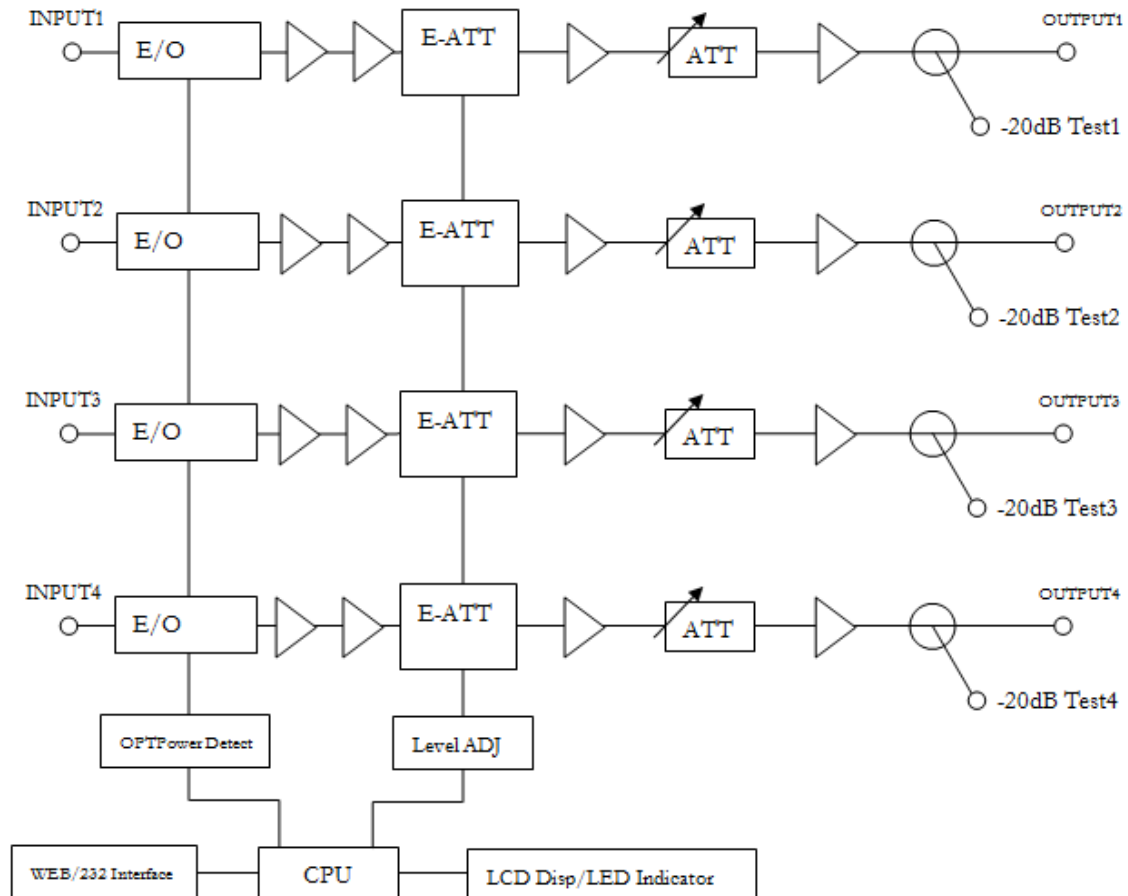 INPUT1
E/O
E-ATT
ATT
OUTPUT1
-20dB Test1
INPUT2
E/O
E-ATT
ATT
OUTPUT2
-20dB Test2
INPUT3
E/O
E-ATT
ATT
OUTPUT3
-20dB Test3
INPUT4
E/O
E-ATT
ATT
OUTPUT4
-20dB Test4
OPTPower Detect
Level ADJ
WEB/232 Interface
CPU
LCD Disp/LED Indicator